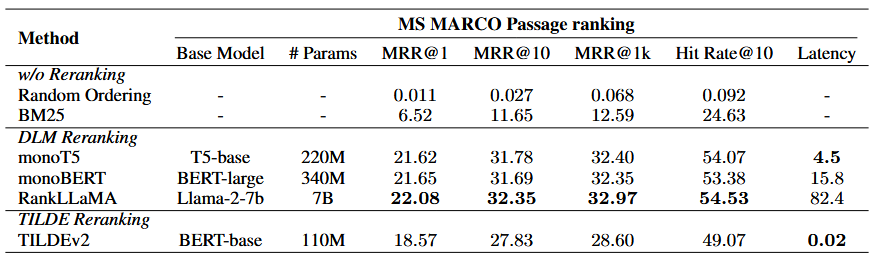 Method MS MARCO Passage ranking
Base Model # Params MRR@1 MRR@10 MRR@1k Hit Rate@10 Latency
w/o Reranking
Random Ordering - - 0.011 0.027 0.068 0.092 -
BM25 - - 6.52 11.65 12.59 24.63 -
DLM Reranking
monoT5 T5-base 220M 21.62 31.78 32.40 54.07 4.5
monoBERT BERT-large 340M 21.65 31.69 32.35 53.38 15.8
RankLLaMA Llama-2-7b 7B 22.08 32.35 32.97 54.53 82.4
TILDE Reranking
TILDEv2 BERT-base 110M 18.57 27.83 28.60 49.07 0.02